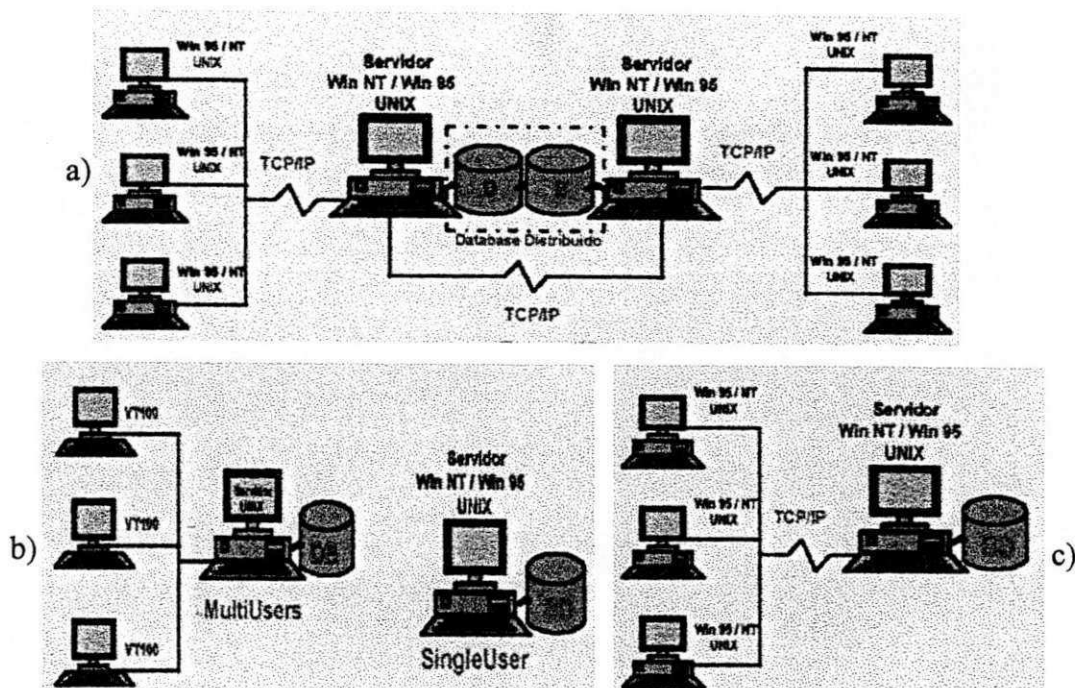 Win 95 / NT
UNIX
Win 95 / NT
UNIX
Win 95 / NT
UNIX
TCP/IP
Servidor
Win NT / Win 95
UNIX
Servidor
Win NT / Win 95
UNIX
Database Distribuido
TCP/IP
TCP/IP
Win 95 / NT
UNIX
Win 95 / NT
UNIX
Win 95 / NT
UNIX
a)
VT100
VT100
VT100
Servidor
UNIX
MultiUsers
Servidor
Win NT / Win 95
UNIX
SingleUser
b)
Win 95 / NT
UNIX
Win 95 / NT
UNIX
Win 95 / NT
UNIX
TCP/IP
Servidor
Win NT / Win 95
UNIX
c)